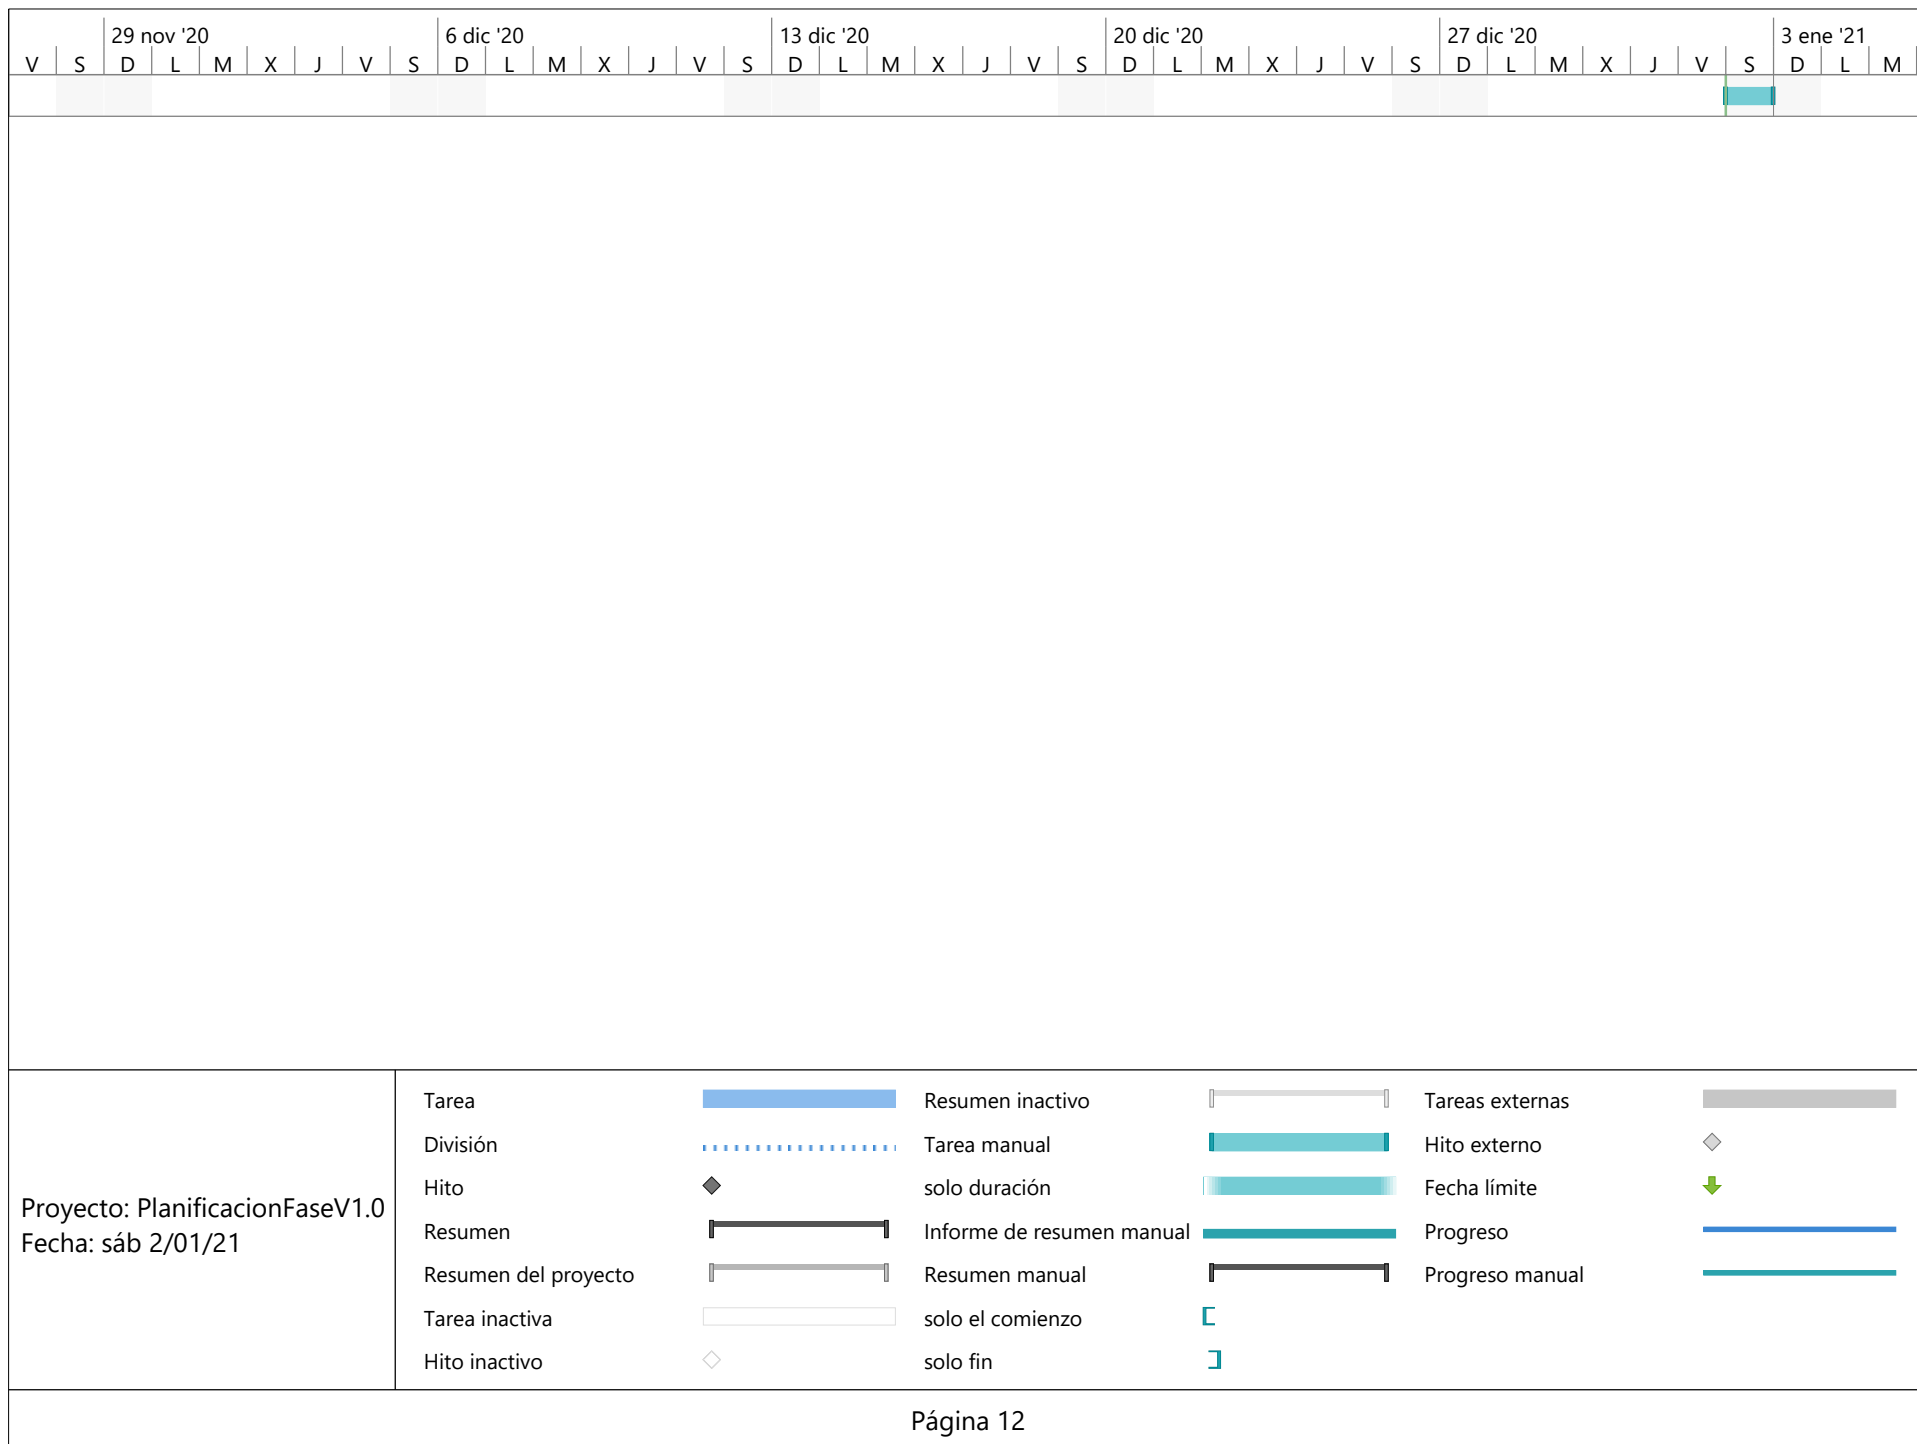 29 nov '20 6 dic '20 13 dic '20 20 dic '20 27 dic '20 3 ene '21
V S D L M X J V S D L M X J V S D L M X J V S D L M X J V S D L M X J V S D L M
Tarea
División
Hito
Resumen
Resumen del proyecto
Tarea inactiva
Hito inactivo
Resumen inactivo
Tarea manual
solo duración
Informe de resumen manual
Resumen manual
solo el comienzo
solo fin
Tareas externas
Hito externo
Fecha límite
Progreso
Progreso manual
Proyecto: PlanificacionFaseV1.0
Fecha: sáb 2/01/21
Página 12